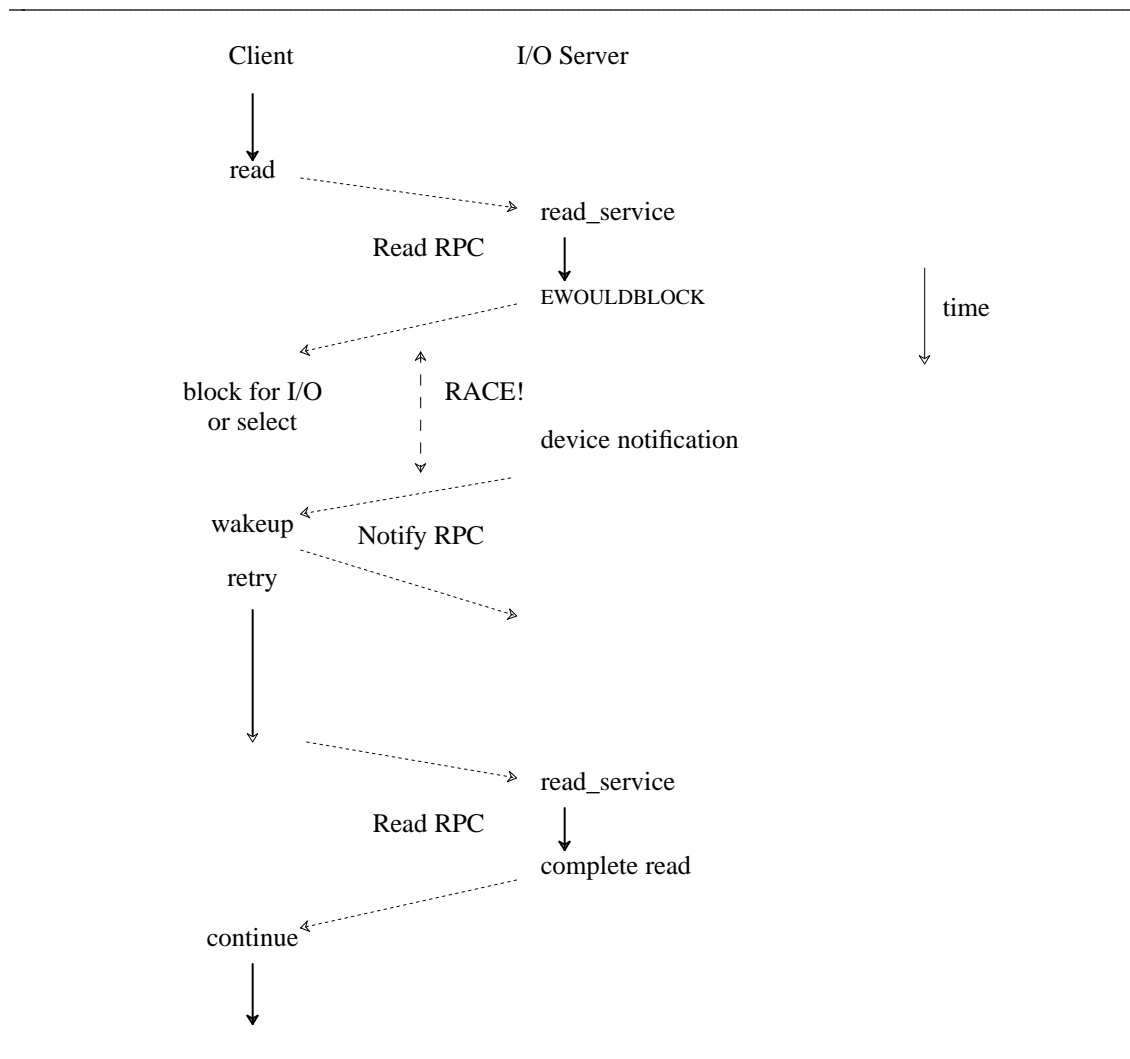 Client I/O Server
read
read_service
Read RPC
EWOULDBLOCK
time
block for I/O
or select
RACE!
device notification
wakeup
Notify RPC
retry
read_service
Read RPC
complete read
continue